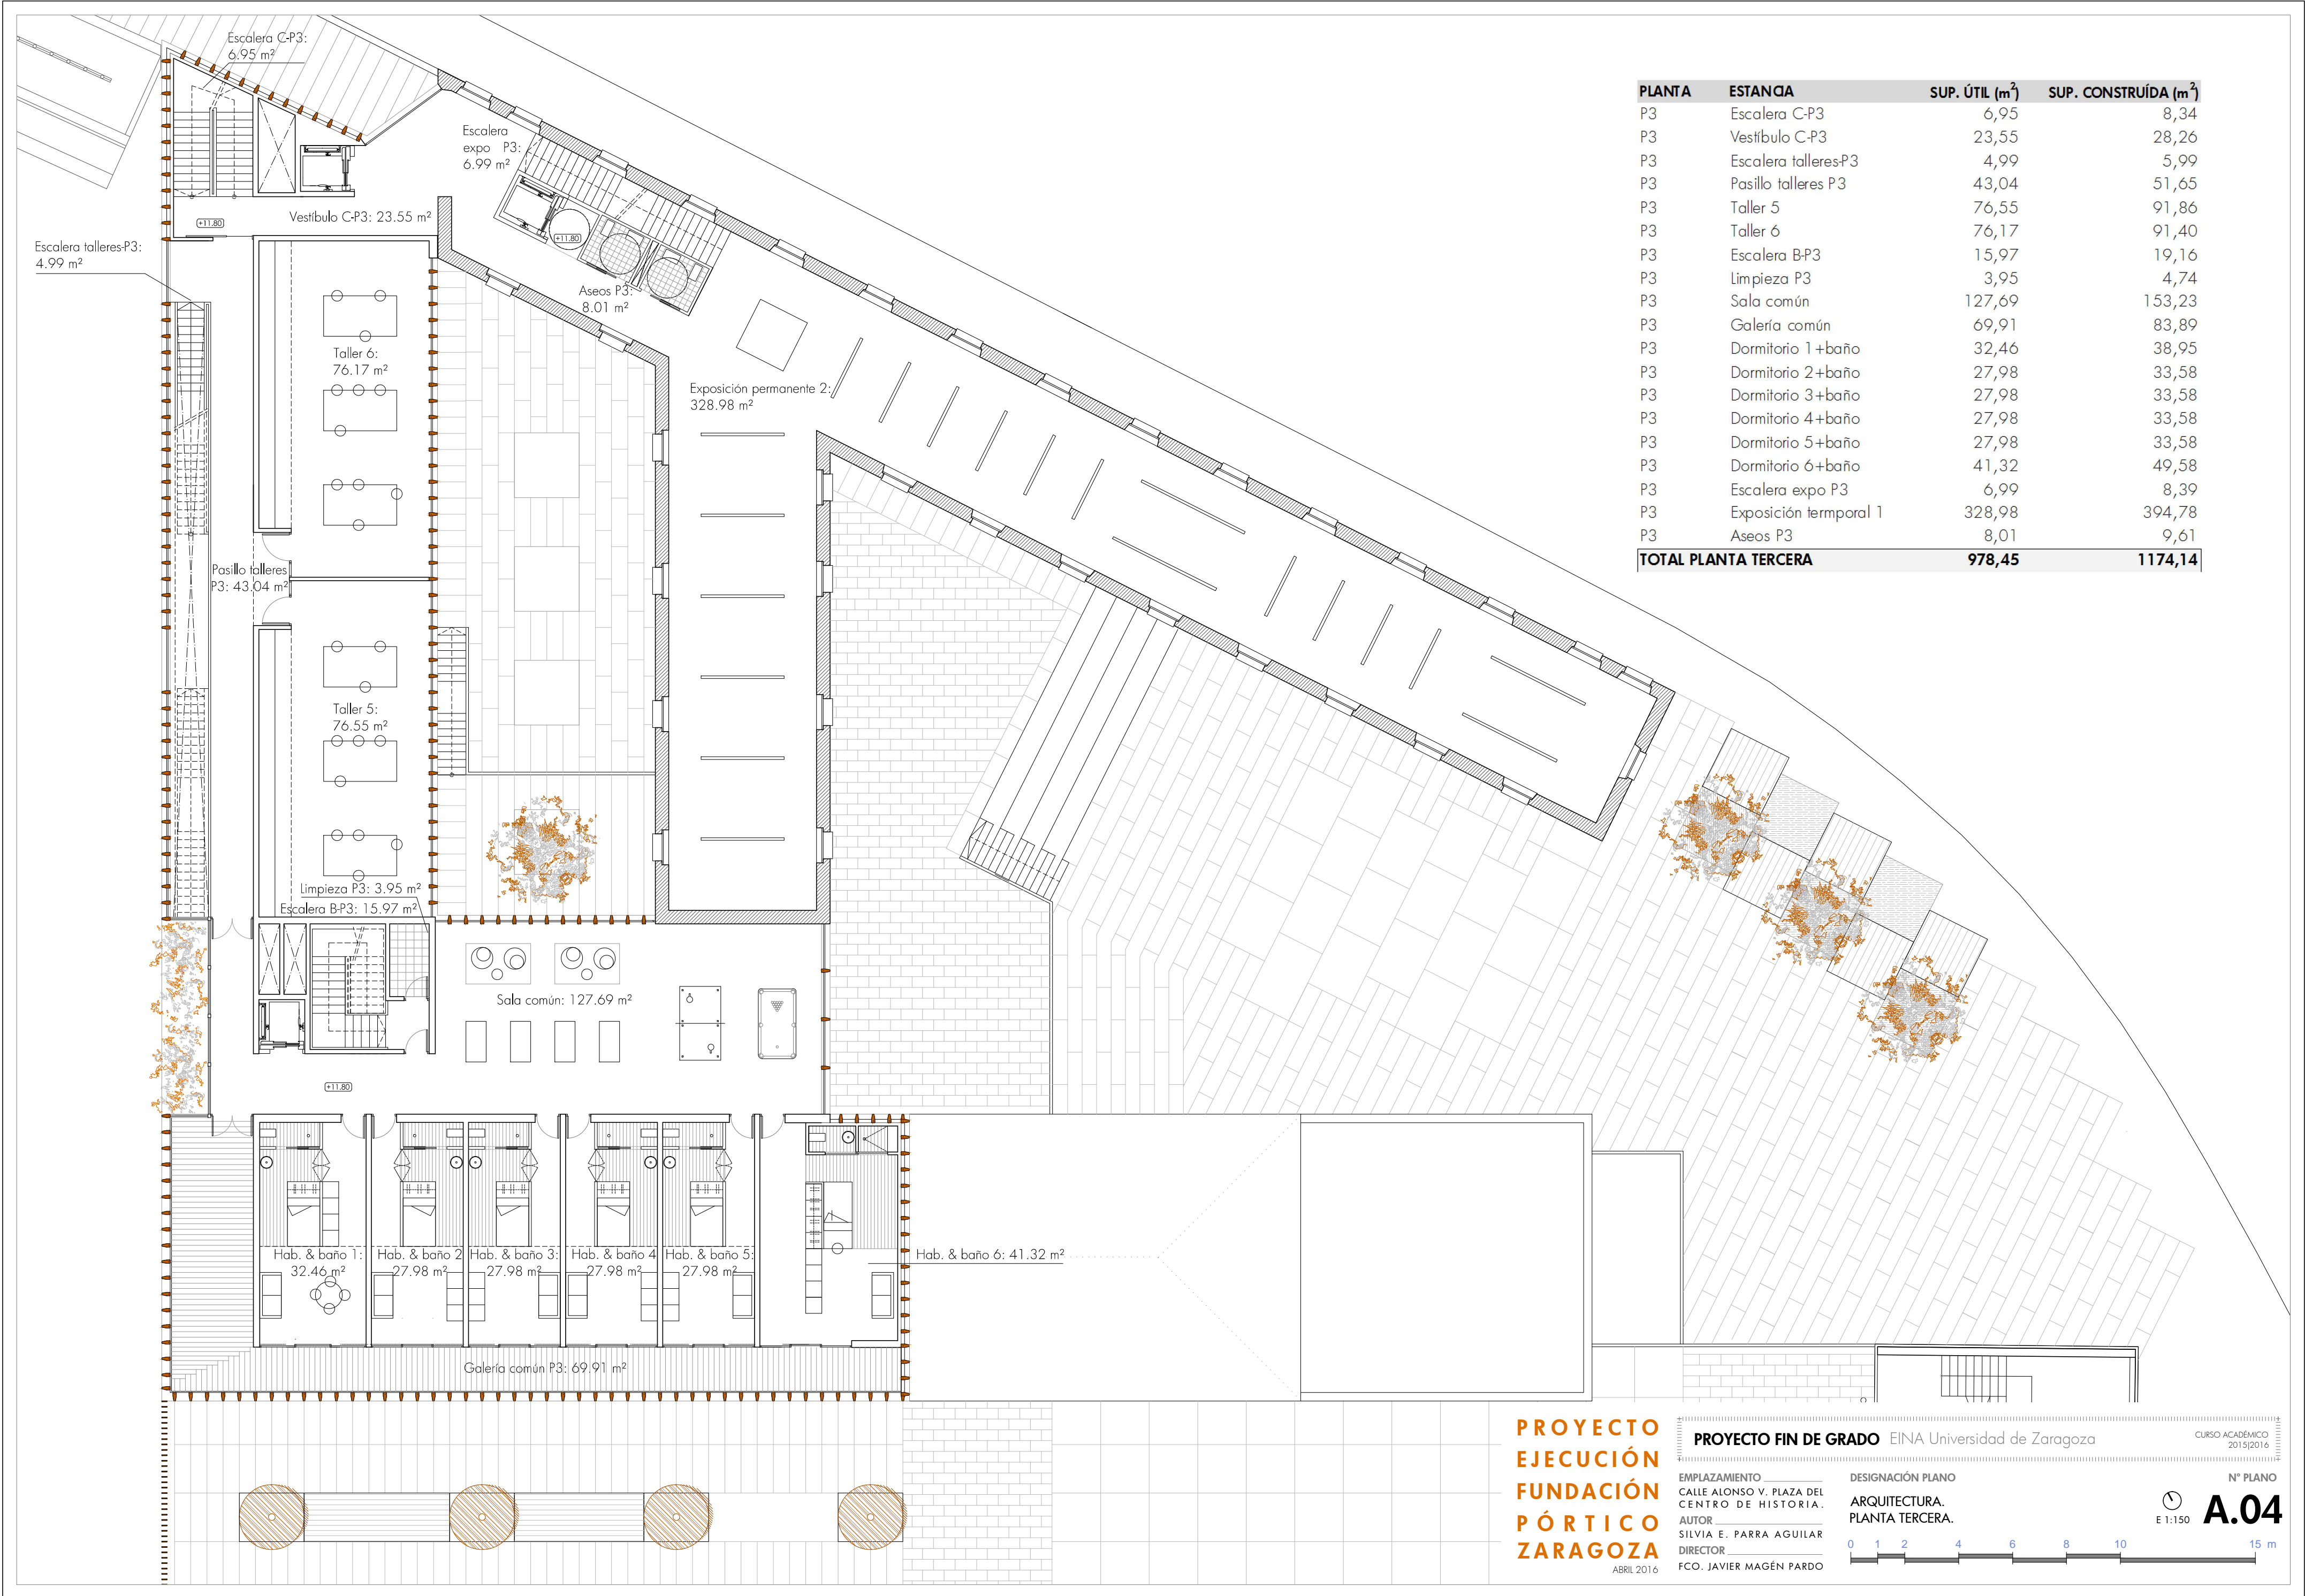 Escalera C-P3:
6.95 m²
Escalera
expo P3:
6.99 m²
Vestíbulo C-P3: 23.55 m²
+11.80
+11.80
Escalera talleres-P3:
4.99 m²
Aseos P3:
8.01 m²
Taller 6:
76.17 m²
Exposición permanente 2:
328.98 m²
Pasillo talleres
P3: 43.04 m²
Taller 5:
76.55 m²
Limpieza P3: 3.95 m²
Escalera B-P3: 15.97 m²
Sala común: 127.69 m²
+11.80
Hab. & baño 1:
32.46 m²
Hab. & baño 2
27.98 m²
Hab. & baño 3:
27.98 m²
Hab. & baño 4
27.98 m²
Hab. & baño 5:
27.98 m²
Hab. & baño 6: 41.32 m²
Galería común P3: 69.91 m²
PLANTA ESTANCIA SUP. ÚTIL (m²) SUP. CONSTRUÍDA (m²)
P3 Escalera C-P3 6,95 8,34
P3 Vestíbulo C-P3 23,55 28,26
P3 Escalera talleres-P3 4,99 5,99
P3 Pasillo talleres P3 43,04 51,65
P3 Taller 5 76,55 91,86
P3 Taller 6 76,17 91,40
P3 Escalera B-P3 15,97 19,16
P3 Limpieza P3 3,95 4,74
P3 Sala común 127,69 153,23
P3 Galería común 69,91 83,89
P3 Dormitorio 1+baño 32,46 38,95
P3 Dormitorio 2+baño 27,98 33,58
P3 Dormitorio 3+baño 27,98 33,58
P3 Dormitorio 4+baño 27,98 33,58
P3 Dormitorio 5+baño 27,98 33,58
P3 Dormitorio 6+baño 41,32 49,58
P3 Escalera expo P3 6,99 8,39
P3 Exposición termporal 1 328,98 394,78
P3 Aseos P3 8,01 9,61
TOTAL PLANTA TERCERA 978,45 1174,14
PROYECTO
EJECUCIÓN
FUNDACIÓN
PÓRTICO
ZARAGOZA
ABRIL 2016
PROYECTO FIN DE GRADO EINA Universidad de Zaragoza
CURSO ACADÉMICO
2015|2016
EMPLAZAMIENTO
CALLE ALONSO V. PLAZA DEL
CENTRO DE HISTORIA.
AUTOR
SILVIA E. PARRA AGUILAR
DIRECTOR
FCO. JAVIER MAGÉN PARDO
DESIGNACIÓN PLANO
ARQUITECTURA.
PLANTA TERCERA.
Nº PLANO
E 1:150 A.04
0 1 2 4 6 8 10 15 m